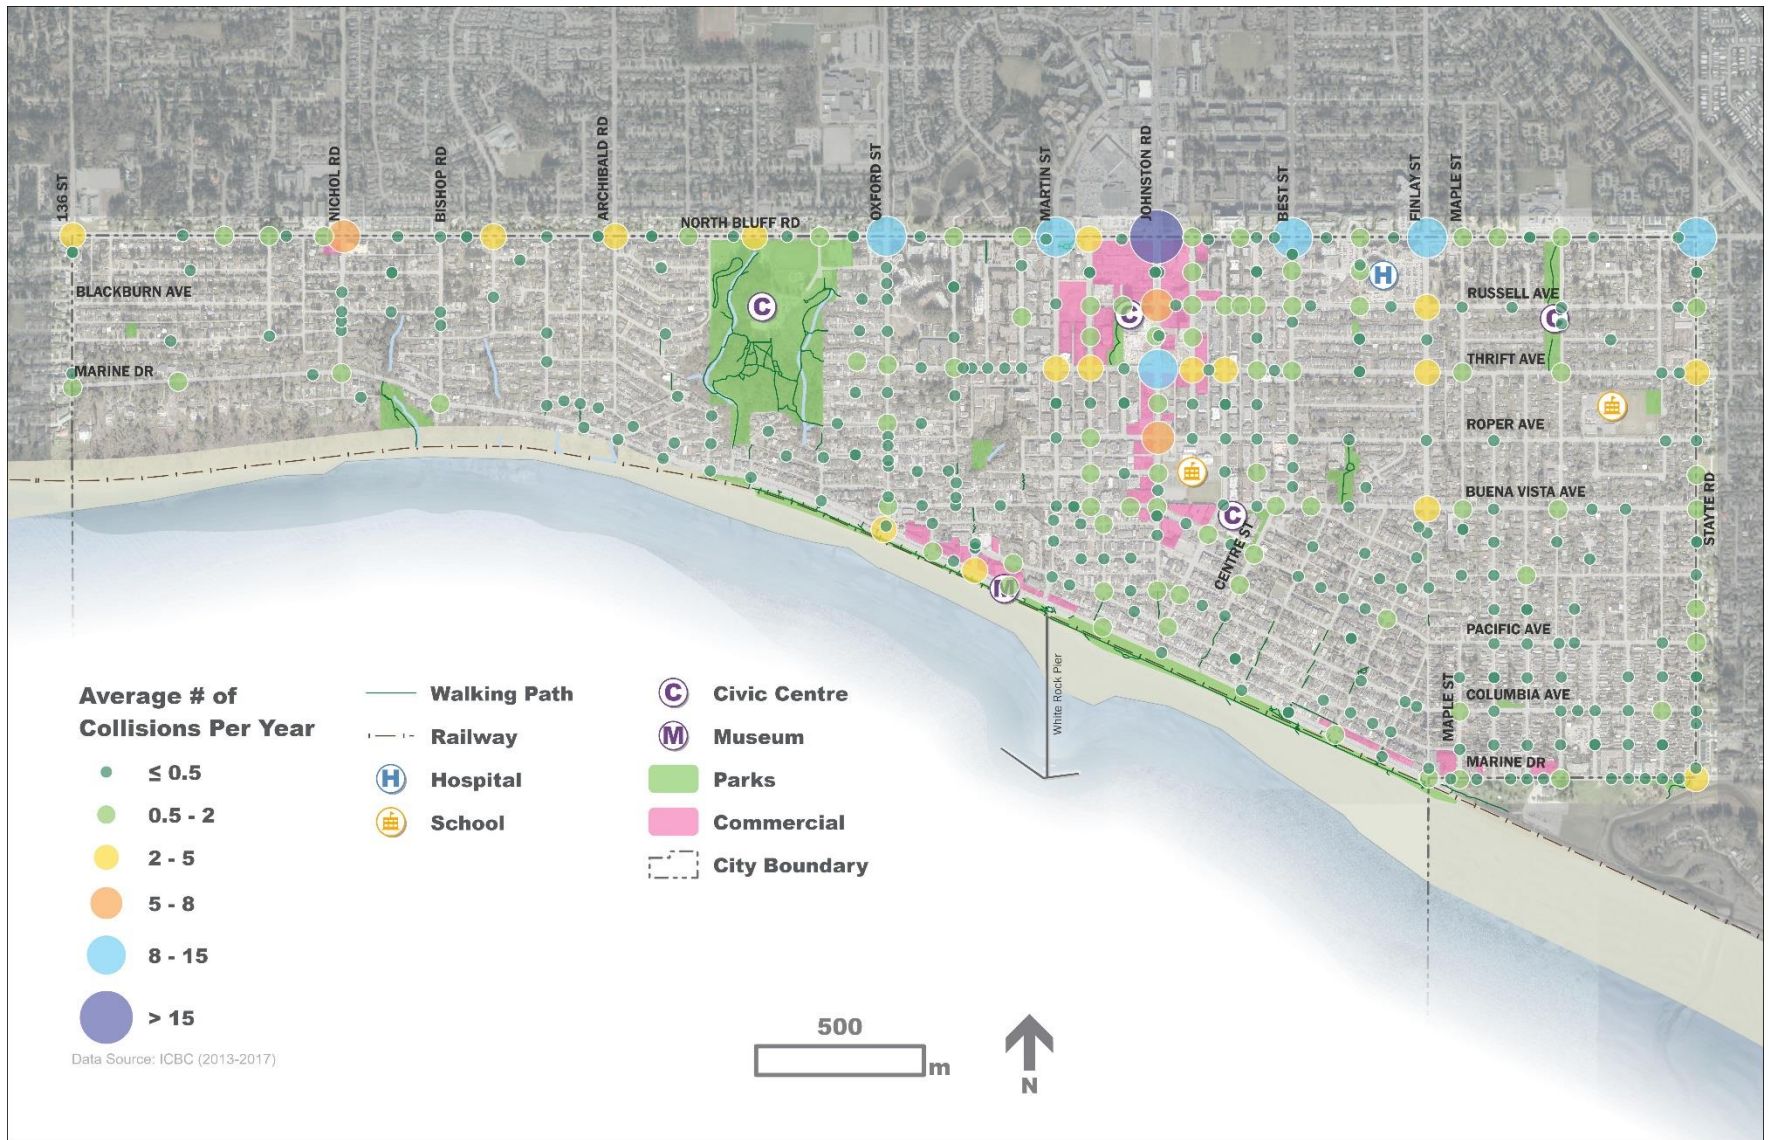 136 ST
NICHOL RD
BISHOP RD
ARCHIBALD RD
NORTH BLUFF RD
OXFORD ST
MARTIN ST
JOHNSTON RD
BEST ST
FINLAY ST
MAPLE ST
BLACKBURN AVE
MARINE DR
C
C
H
RUSSELL AVE
C
THRIFT AVE
ROPER AVE
BUENA VISTA AVE
STAYTE RD
C
CENTRE ST
M
PACIFIC AVE
COLUMBIA AVE
MAPLE ST
MARINE DR
White Rock Pier
Average # of
Collisions Per Year
≤ 0.5
0.5 - 2
2 - 5
5 - 8
8 - 15
> 15
Data Source: ICBC (2013-2017)
Walking Path
Railway
H Hospital
School
C Civic Centre
M Museum
Parks
Commercial
City Boundary
500
m
N